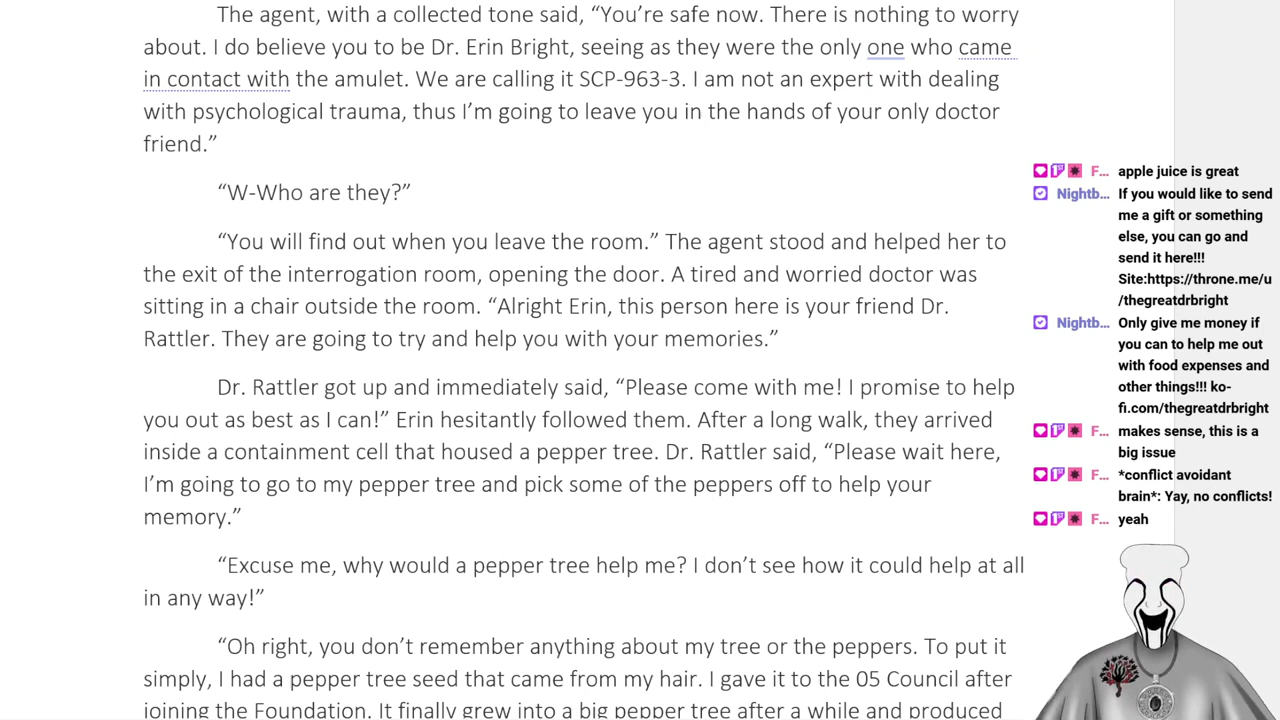 The agent, with a collected tone said, “You’re safe now. There is nothing to worry
about. I do believe you to be Dr. Erin Bright, seeing as they were the only one who came
in contact with the amulet. We are calling it SCP-963-3. I am not an expert with dealing
with psychological trauma, thus I’m going to leave you in the hands of your only doctor
friend.”
“W-Who are they?”
“You will find out when you leave the room.” The agent stood and helped her to
the exit of the interrogation room, opening the door. A tired and worried doctor was
sitting in a chair outside the room. “Alright Erin, this person here is your friend Dr.
Rattler. They are going to try and help you with your memories.”
Dr. Rattler got up and immediately said, “Please come with me! I promise to help
you out as best as I can!” Erin hesitantly followed them. After a long walk, they arrived
inside a containment cell that housed a pepper tree. Dr. Rattler said, “Please wait here,
I’m going to go to my pepper tree and pick some of the peppers off to help your
memory.”
“Excuse me, why would a pepper tree help me? I don’t see how it could help at all
in any way!”
“Oh right, you don’t remember anything about my tree or the peppers. To put it
simply, I had a pepper tree seed that came from my hair. I gave it to the 05 Council after
joining the Foundation. It finally grew into a big pepper tree after a while and produced
F... apple juice is great
Nightb... If you would like to send
me a gift or something
else, you can go and
send it here!!!
Site:https://throne.me/u
/thegreatdrbright
Nightb... Only give me money if
you can to help me out
with food expenses and
other things!!! ko-
fi.com/thegreatdrbright
F... makes sense, this is a
big issue
F... *conflict avoidant
brain*: Yay, no conflicts!
F... yeah